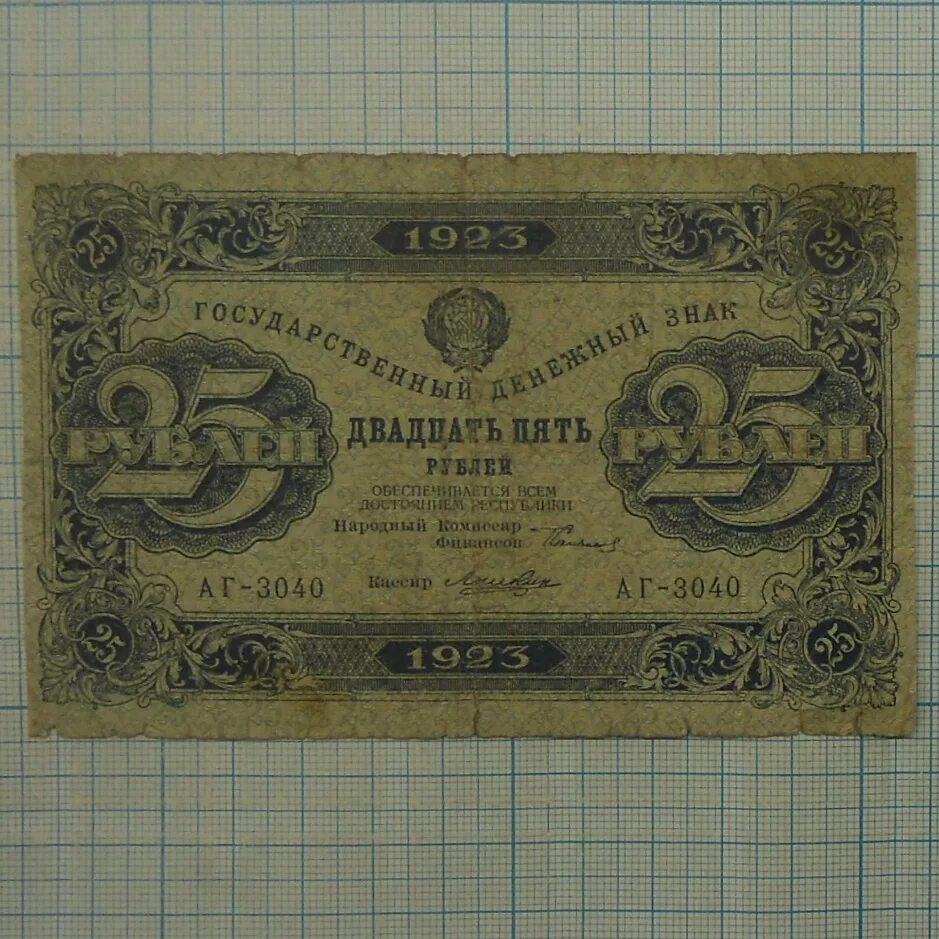 25 1923 25
ГОСУДАРСТВЕННЫЙ ДЕНЕЖНЫЙ ЗНАК
25 РУБЛЕЙ
ДВАДЦАТЬ ПЯТЬ
РУБЛЕЙ
25 РУБЛЕЙ
ОБЕСПЕЧИВАЕТСЯ ВСЕМ
ДОСТОЯНИЕМ РЕСПУБЛИКИ
Народный Комиссар
Финансов
АГ-3040 Кассир АГ-3040
25 1923 25